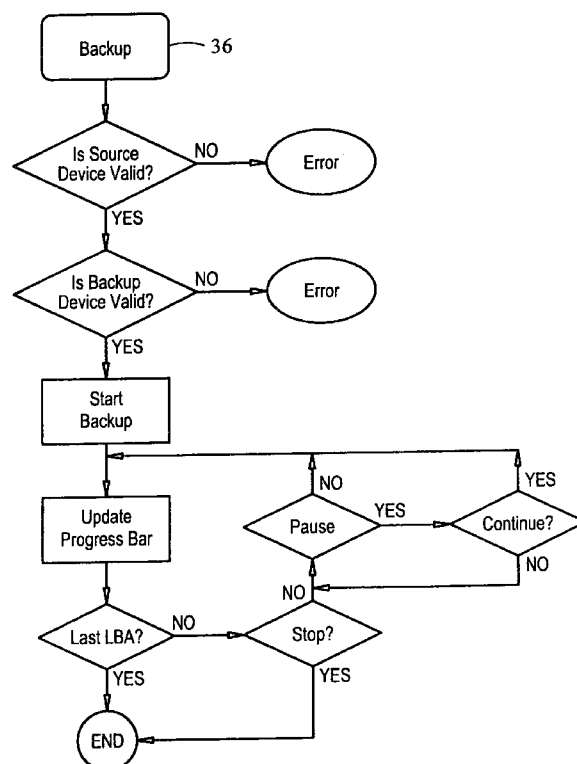 Backup
36
Is Source
Device Valid?
NO
Error
YES
Is Backup
Device Valid?
NO
Error
YES
Start
Backup
Update
Progress Bar
NO
Pause
YES
YES
Continue?
NO
NO
Last LBA?
NO
Stop?
YES
YES
END